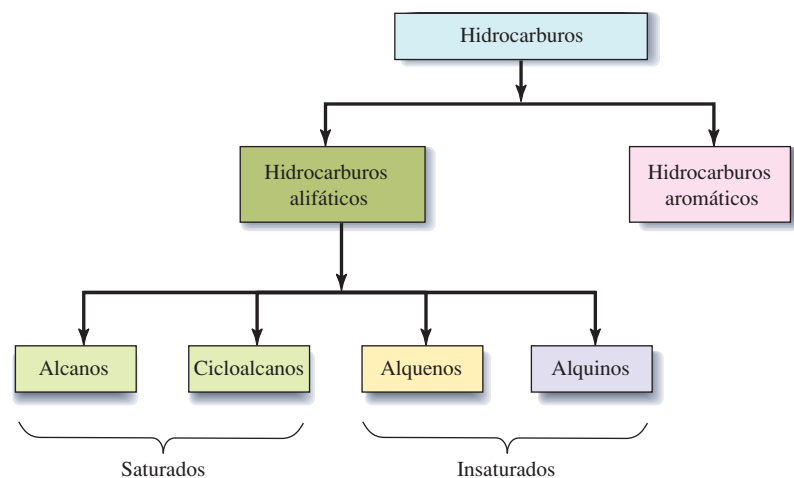 Hidrocarburos
Hidrocarburos
alifáticos
Hidrocarburos
aromáticos
Alcanos
Cicloalcanos
Alquenos
Alquinos
Saturados
Insaturados